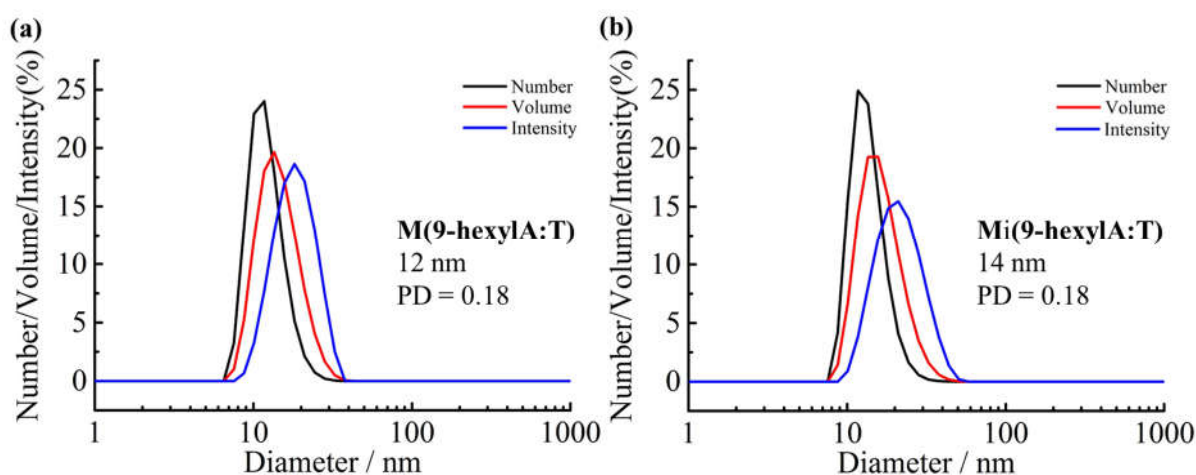 (a)
Number/Volume/Intensity(%)
25
20
15
10
5
0
Number
Volume
Intensity
M(9-hexylA:T)
12 nm
PD = 0.18
1
10
100
1000
Diameter / nm
(b)
Number/Volume/Intensity(%)
25
20
15
10
5
0
Number
Volume
Intensity
Mi(9-hexylA:T)
14 nm
PD = 0.18
1
10
100
1000
Diameter / nm